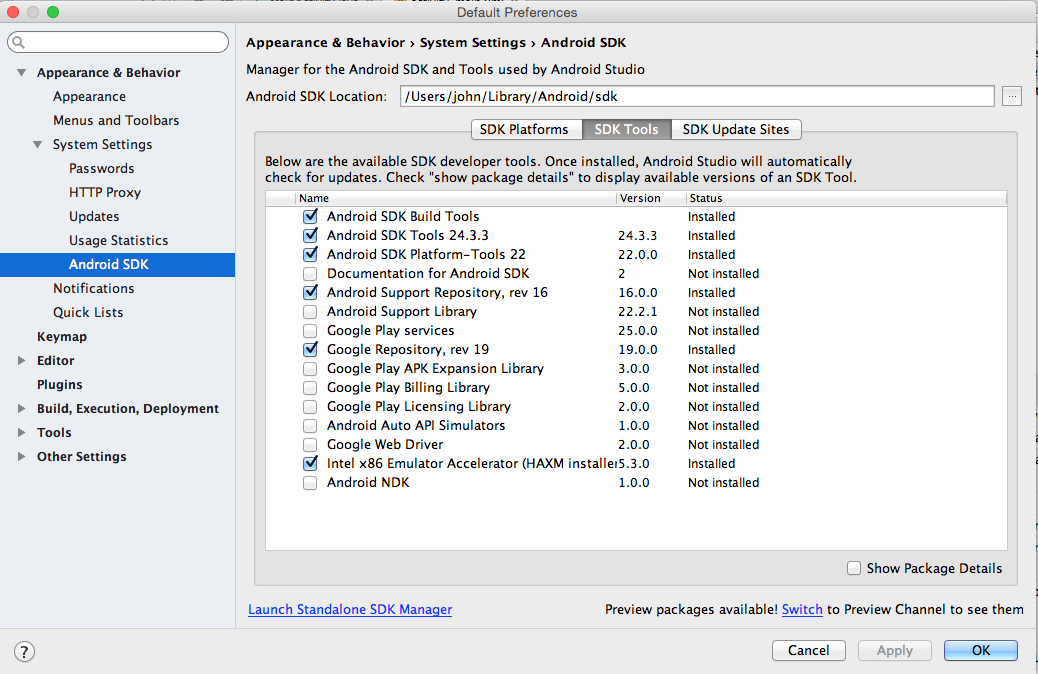 Default Preferences
Appearance & Behavior
Appearance
Menus and Toolbars
System Settings
Passwords
HTTP Proxy
Updates
Usage Statistics
Android SDK
Notifications
Quick Lists
Keymap
Editor
Plugins
Build, Execution, Deployment
Tools
Other Settings
Appearance & Behavior › System Settings › Android SDK
Manager for the Android SDK and Tools used by Android Studio
Android SDK Location: /Users/john/Library/Android/sdk ...
SDK Platforms SDK Tools SDK Update Sites
Below are the available SDK developer tools. Once installed, Android Studio will automatically
check for updates. Check "show package details" to display available versions of an SDK Tool.
Name Version Status
Android SDK Build Tools Installed
Android SDK Tools 24.3.3 24.3.3 Installed
Android SDK Platform-Tools 22 22.0.0 Installed
Documentation for Android SDK 2 Not installed
Android Support Repository, rev 16 16.0.0 Installed
Android Support Library 22.2.1 Not installed
Google Play services 25.0.0 Not installed
Google Repository, rev 19 19.0.0 Installed
Google Play APK Expansion Library 3.0.0 Not installed
Google Play Billing Library 5.0.0 Not installed
Google Play Licensing Library 2.0.0 Not installed
Android Auto API Simulators 1.0.0 Not installed
Google Web Driver 2.0.0 Not installed
Intel x86 Emulator Accelerator (HAXM installer 5.3.0 Installed
Android NDK 1.0.0 Not installed
Show Package Details
Launch Standalone SDK Manager Preview packages available! Switch to Preview Channel to see them
? Cancel Apply OK